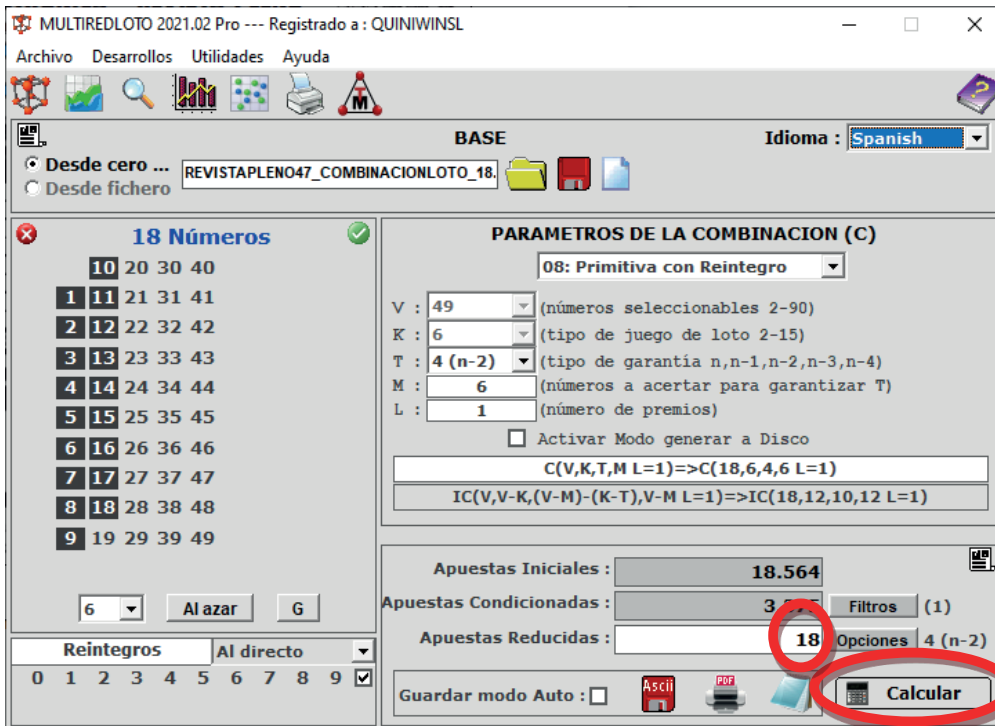 MULTIREDLOTO 2021.02 Pro --- Registrado a : QUINIWINSL
Archivo Desarrollos Utilidades Ayuda
M
BASE
Idioma : Spanish
Desde cero ...
Desde fichero
REVISTAPLENO47_COMBINACIONLOTO_18.
18 Números
10 20 30 40
1 11 21 31 41
2 12 22 32 42
3 13 23 33 43
4 14 24 34 44
5 15 25 35 45
6 16 26 36 46
7 17 27 37 47
8 18 28 38 48
9 19 29 39 49
6 Al azar G
Reintegros Al directo
0 1 2 3 4 5 6 7 8 9
PARAMETROS DE LA COMBINACION (C)
08: Primitiva con Reintegro
V : 49 (números seleccionables 2-90)
K : 6 (tipo de juego de loto 2-15)
T : 4 (n-2) (tipo de garantía n,n-1,n-2,n-3,n-4)
M : 6 (números a acertar para garantizar T)
L : 1 (número de premios)
Activar Modo generar a Disco
C(V,K,T,M L=1)=>C(18,6,4,6 L=1)
IC(V,V-K,(V-M)-(K-T),V-M L=1)=>IC(18,12,10,12 L=1)
Apuestas Iniciales : 18.564
Apuestas Condicionadas : Filtros (1)
Apuestas Reducidas : 18 Opciones 4 (n-2)
Guardar modo Auto : Ascii PDF Calcular